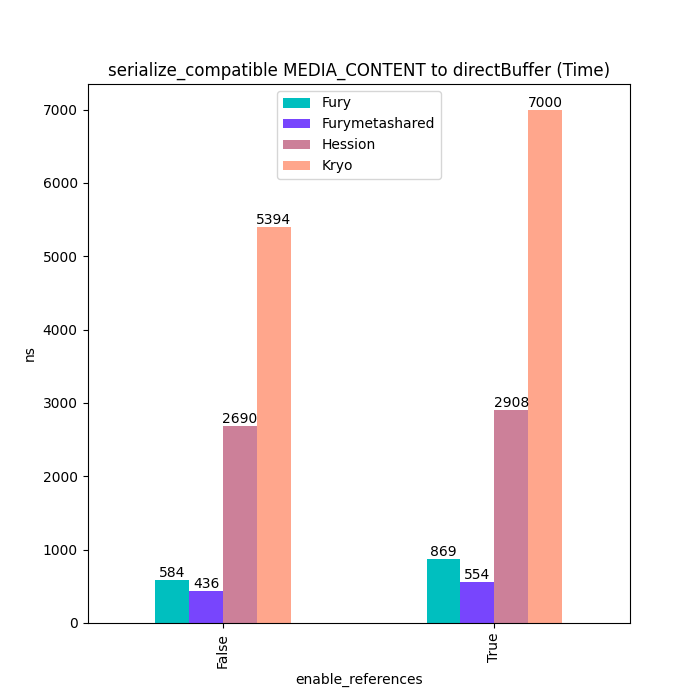 serialize_compatible MEDIA_CONTENT to directBuffer (Time)
Fury
Furymetashared
Hession
Kryo
7000
6000
5000
4000
3000
2000
1000
0
ns
584
436
2690
5394
869
554
2908
7000
False
True
enable_references